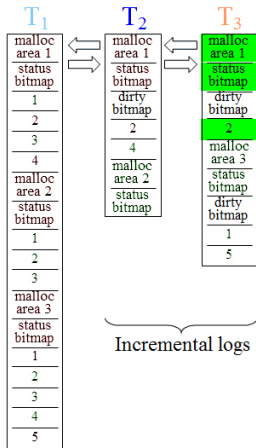 T1
malloc
area 1
status
bitmap
1
2
3
4
malloc
area 2
status
bitmap
1
2
3
malloc
area 3
status
bitmap
1
2
3
4
5
T2
malloc
area 1
status
bitmap
dirty
bitmap
2
4
malloc
area 2
status
bitmap
T3
malloc
area 1
status
bitmap
dirty
bitmap
2
malloc
area 3
status
bitmap
dirty
bitmap
1
5
Incremental logs